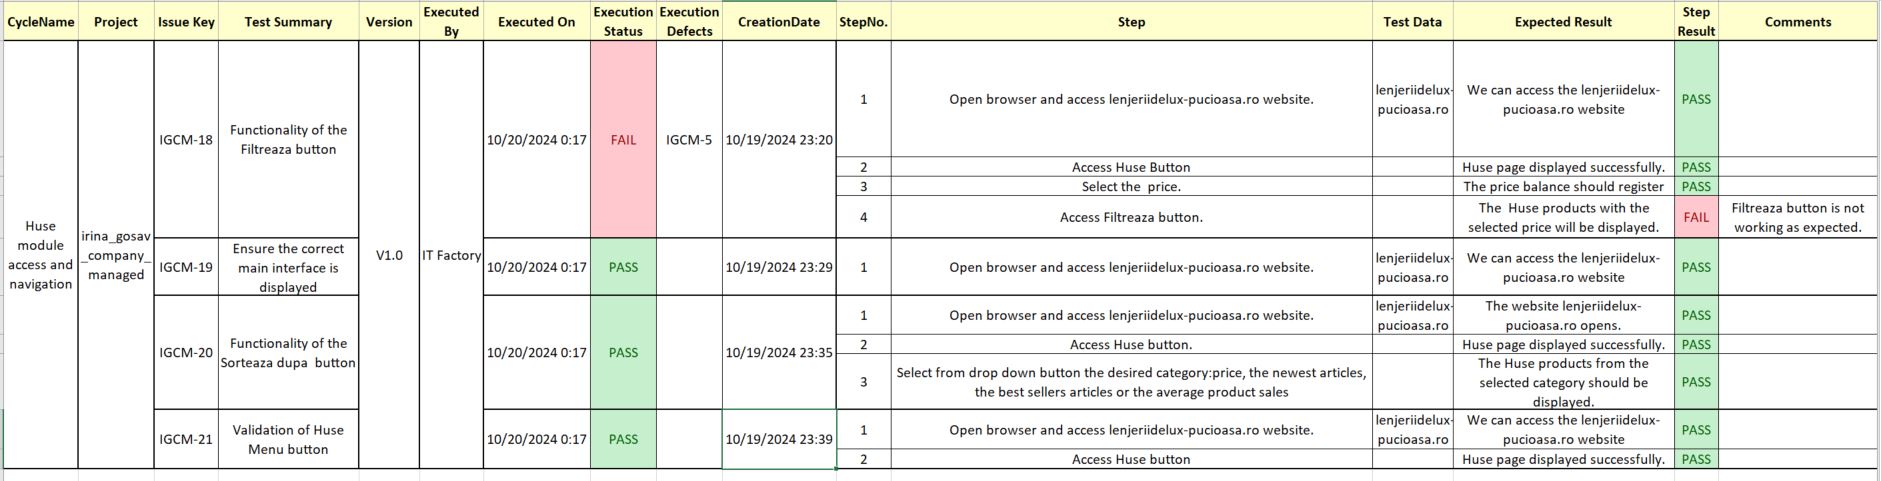 CycleName Project Issue Key Test Summary Version Executed By Executed On Execution Status Execution Defects CreationDate StepNo. Step Test Data Expected Result Step Result Comments
Huse module access and navigation
irina_gosav_company_managed
V1.0
IT Factory
IGCM-18
Functionality of the
Filtreaza button
10/20/2024 0:17
FAIL
IGCM-5
10/19/2024 23:20
1
Open browser and access lenjeriidelux-pucioasa.ro website.
lenjeriidelux-
pucioasa.ro
We can access the lenjeriidelux-
pucioasa.ro website
PASS
2 Access Huse Button Huse page displayed successfully. PASS
3 Select the  price. The price balance should register PASS
4
Access Filtreaza button.
The  Huse products with the
selected price will be displayed.
FAIL
Filtreaza button is not
working as expected.
IGCM-19
Ensure the correct
main interface is
displayed
10/20/2024 0:17
PASS
10/19/2024 23:29
1
Open browser and access lenjeriidelux-pucioasa.ro website.
lenjeriidelux-
pucioasa.ro
We can access the lenjeriidelux-
pucioasa.ro website
PASS
IGCM-20
Functionality of the
Sorteaza dupa  button
10/20/2024 0:17
PASS
10/19/2024 23:35
1
Open browser and access lenjeriidelux-pucioasa.ro website.
lenjeriidelux-
pucioasa.ro
The website lenjeriidelux-
pucioasa.ro opens.
PASS
2 Access Huse button. Huse page displayed successfully. PASS
3
Select from drop down button the desired category:price, the newest articles,
the best sellers articles or the average product sales
The Huse products from the
selected category should be
displayed.
PASS
IGCM-21
Validation of Huse
Menu button
10/20/2024 0:17
PASS
10/19/2024 23:39
1
Open browser and access lenjeriidelux-pucioasa.ro website.
lenjeriidelux-
pucioasa.ro
We can access the lenjeriidelux-
pucioasa.ro website
PASS
2 Access Huse button Huse page displayed successfully. PASS